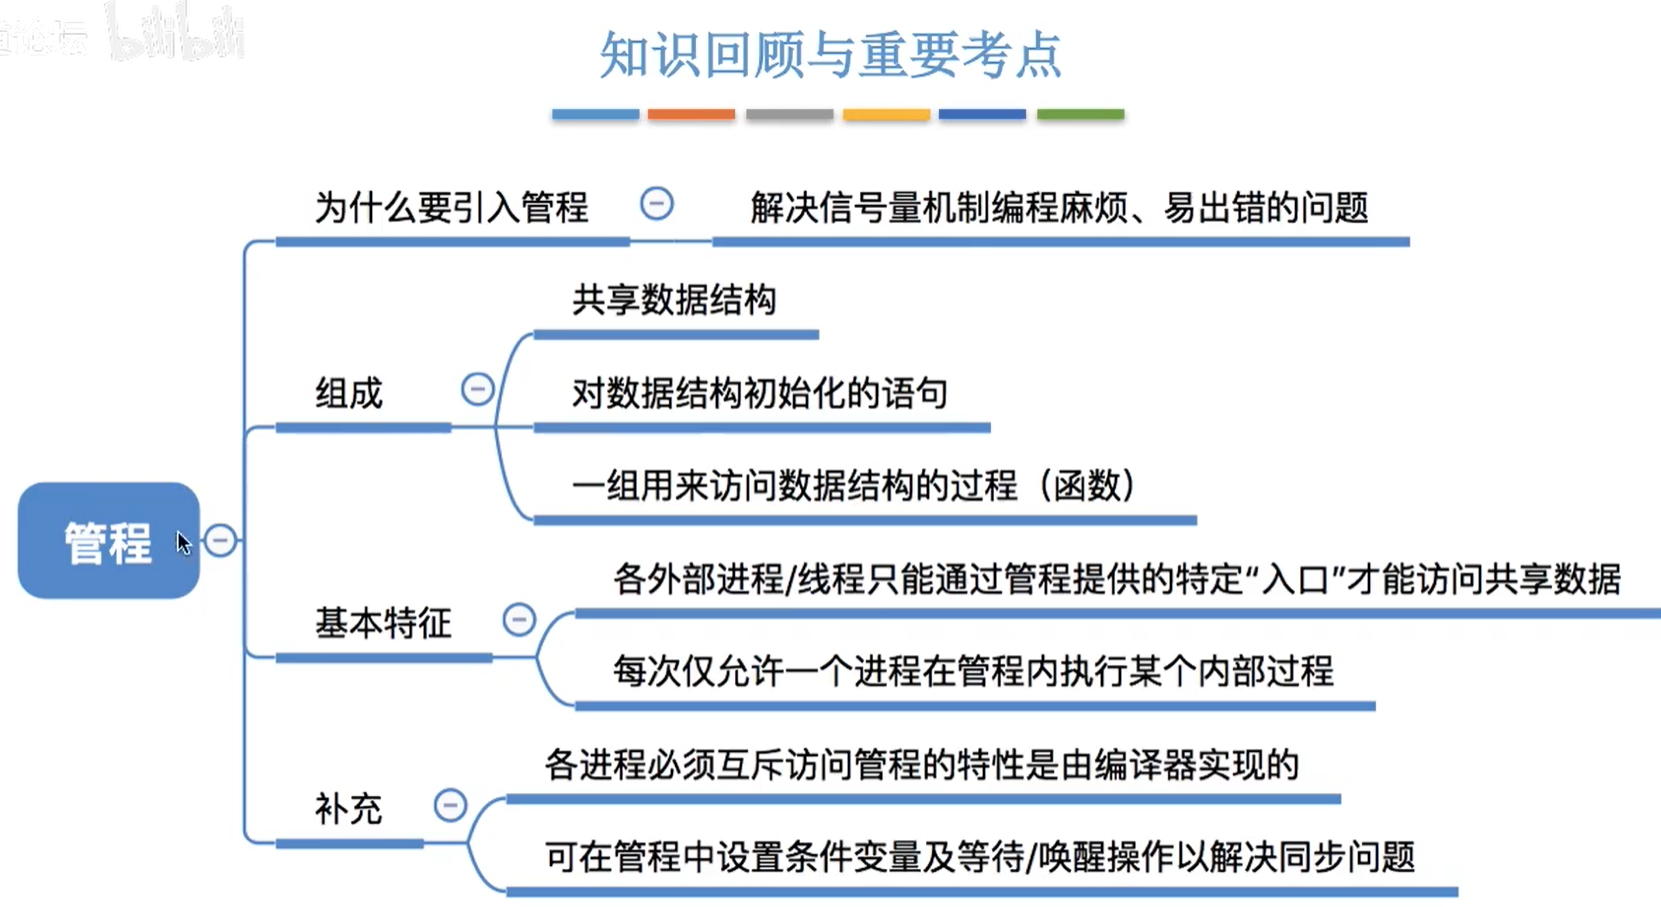 论坛 bilibili
知识回顾与重要考点
管程
为什么要引入管程
解决信号量机制编程麻烦、易出错的问题
组成
共享数据结构
对数据结构初始化的语句
一组用来访问数据结构的过程（函数）
基本特征
各外部进程/线程只能通过管程提供的特定“入口”才能访问共享数据
每次仅允许一个进程在管程内执行某个内部过程
补充
各进程必须互斥访问管程的特性是由编译器实现的
可在管程中设置条件变量及等待/唤醒操作以解决同步问题